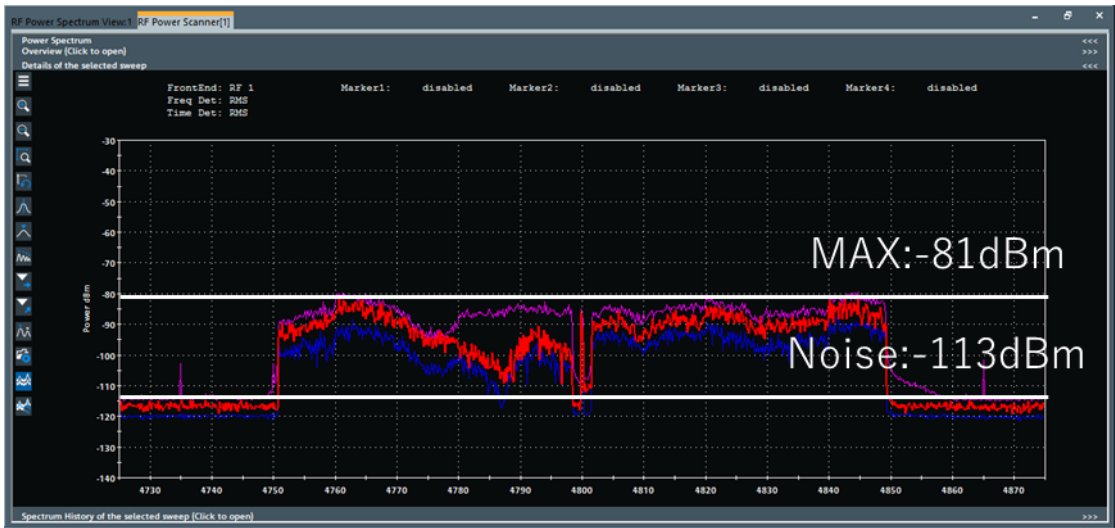 RF Power Spectrum View:1 RF Power Scanner[1]
Power Spectrum <<<
Overview (Click to open) >>>
Details of the selected sweep <<<
FrontEnd: RF 1 Marker1: disabled Marker2: disabled Marker3: disabled Marker4: disabled
Freq Det: RMS
Time Det: RMS
-30
-40
-50
-60
MAX:-81dBm
-70
-80
Power dBm
-90
-100
Noise:-113dBm
-110
-120
-130
-140
4730 4740 4750 4760 4770 4780 4790 4800 4810 4820 4830 4840 4850 4860 4870
Spectrum History of the selected sweep (Click to open) >>>